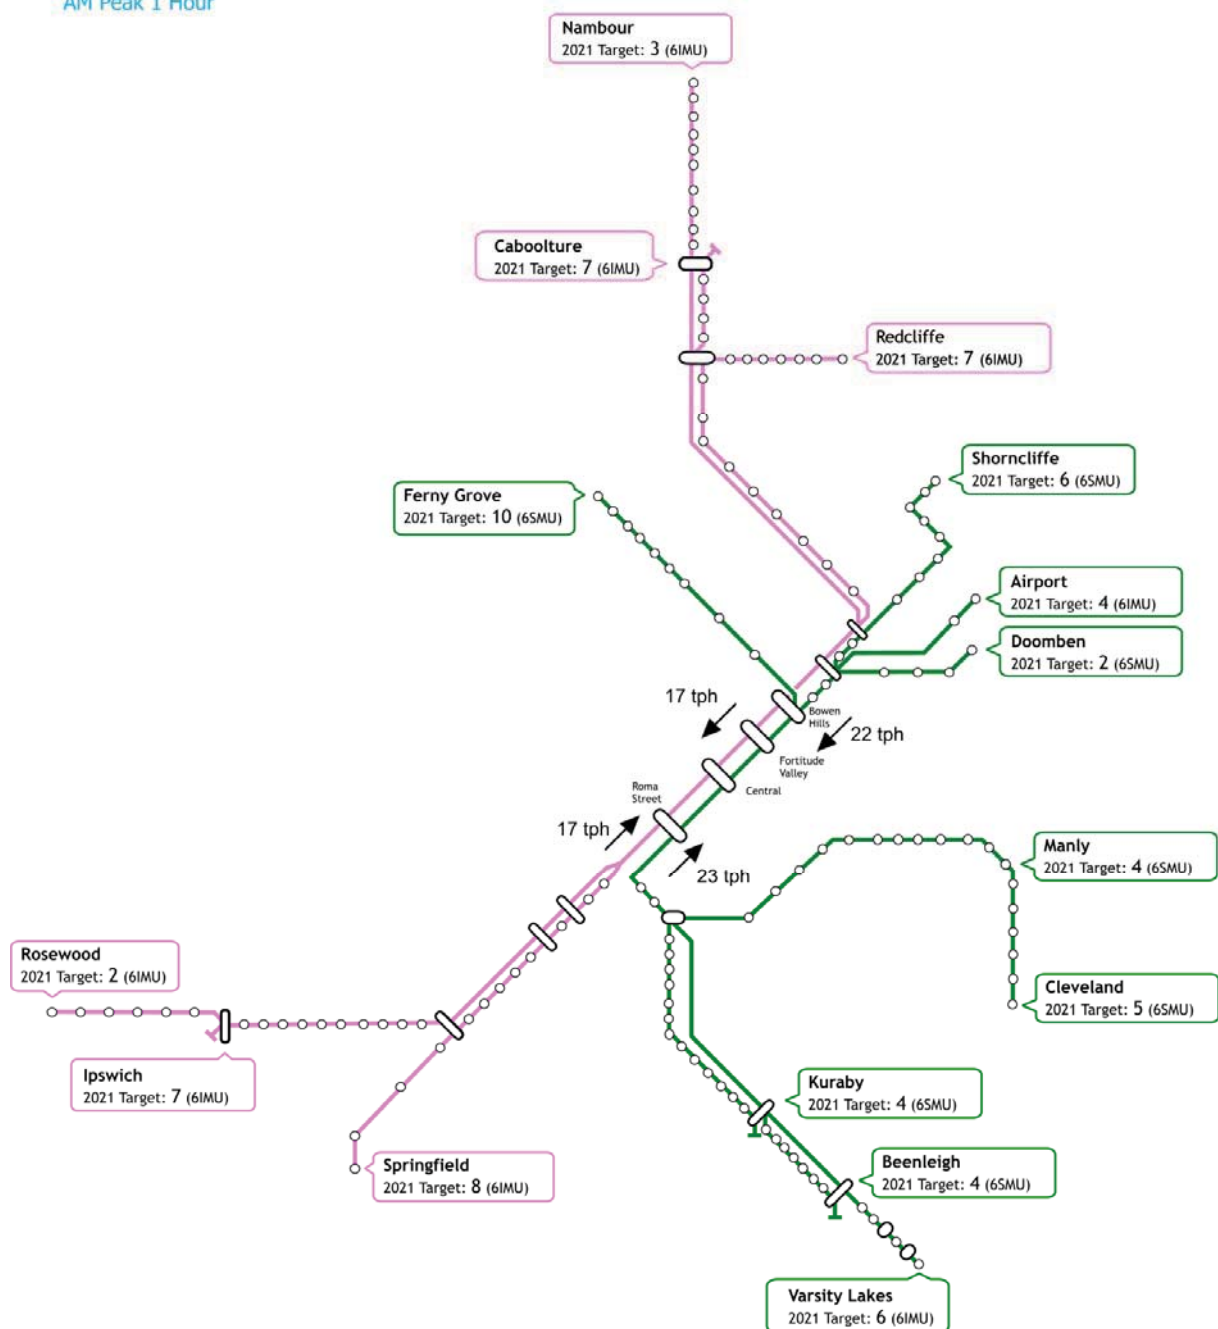 AM Peak 1 Hour
Nambour
2021 Target: 3 (6IMU)
Caboolture
2021 Target: 7 (6IMU)
Redcliffe
2021 Target: 7 (6IMU)
Shorncliffe
2021 Target: 6 (6SMU)
Ferny Grove
2021 Target: 10 (6SMU)
Airport
2021 Target: 4 (6IMU)
Doomben
2021 Target: 2 (6SMU)
17 tph
Bowen
Hills
22 tph
Fortitude
Valley
Central
Roma
Street
17 tph
23 tph
Manly
2021 Target: 4 (6SMU)
Rosewood
2021 Target: 2 (6IMU)
Cleveland
2021 Target: 5 (6SMU)
Ipswich
2021 Target: 7 (6IMU)
Kuraby
2021 Target: 4 (6SMU)
Springfield
2021 Target: 8 (6IMU)
Beenleigh
2021 Target: 4 (6SMU)
Varsity Lakes
2021 Target: 6 (6IMU)